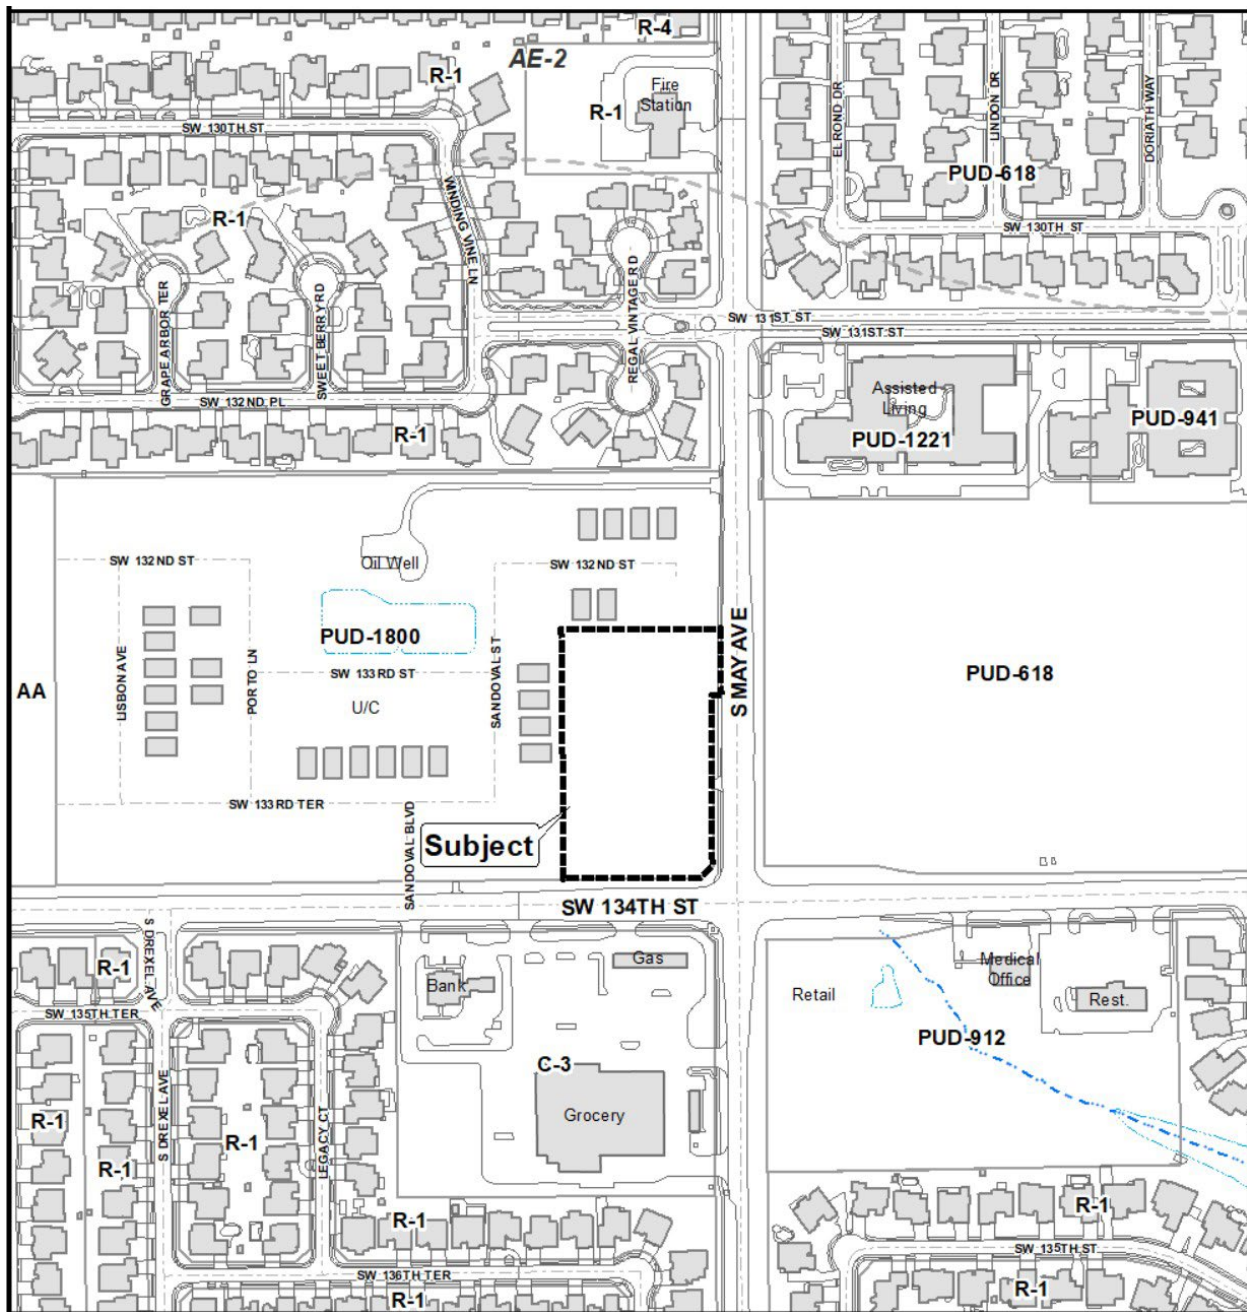 R-4
AE-2
R-1
Fire
Station
R-1
SW 130TH ST
ELROND DR
LINDON DR
DORIATH WAY
PUD-618
WINDING VINE LN
R-1
SW 130TH ST
REGAL VINTAGE RD
GRAPE ARBOR TER
SWEET BERRY RD
SW 131ST ST
SW 131ST ST
SW 132ND PL
Assisted
Living
PUD-1221
PUD-941
R-1
SW 132ND ST
Oil Well
SW 132ND ST
PUD-1800
LISBON AVE
PORTO LN
SANDOVAL ST
S MAY AVE
SW 133RD ST
PUD-618
AA
U/C
SW 133RD TER
SANDOVAL BLVD
Subject
SW 134TH ST
S DREXEL AVE
R-1
Gas
Bank
Medical
Office
Retail
Rest.
SW 135TH TER
PUD-912
C-3
S DREXEL AVE
LEGACY CT
Grocery
R-1
R-1
R-1
R-1
R-1
SW 135TH ST
SW 136TH TER
R-1
R-1